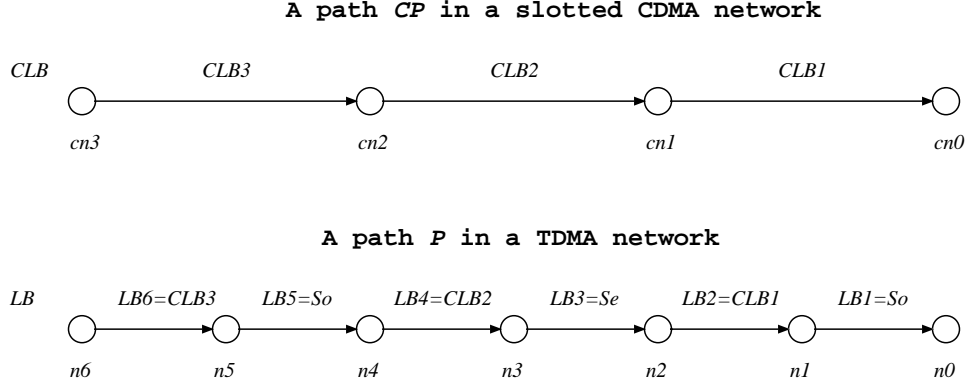 A path CP in a slotted CDMA network
CLB CLB3 CLB2 CLB1
cn3 cn2 cn1 cn0
A path P in a TDMA network
LB LB6=CLB3 LB5=So LB4=CLB2 LB3=Se LB2=CLB1 LB1=So
n6 n5 n4 n3 n2 n1 n0